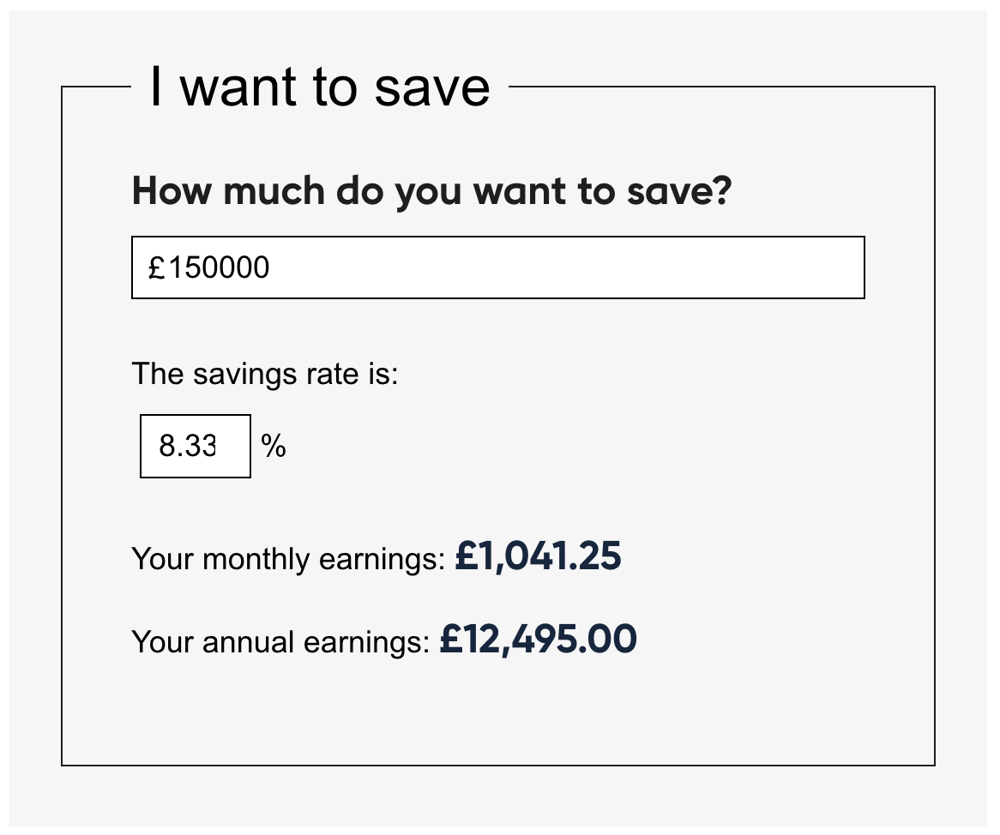 I want to save
How much do you want to save?
£150000
The savings rate is:
8.33 %
Your monthly earnings: £1,041.25
Your annual earnings: £12,495.00